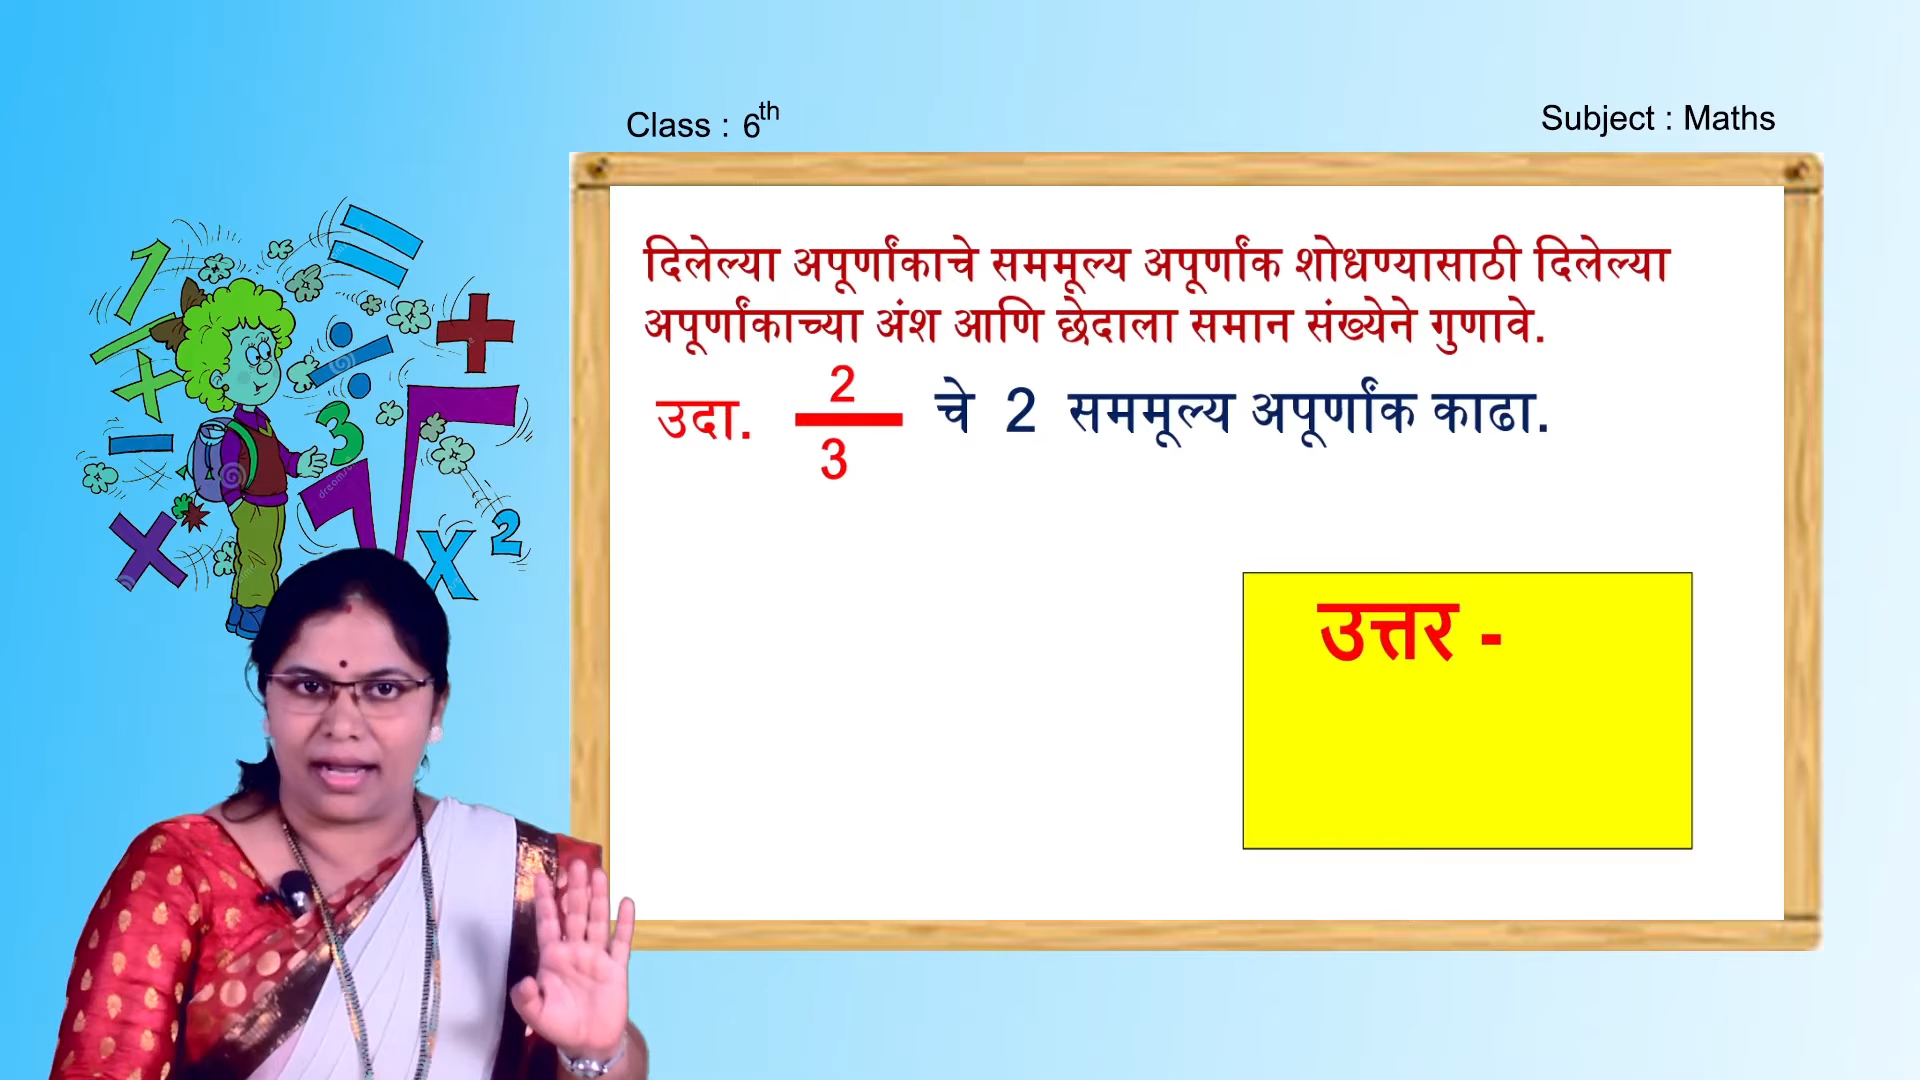 Class : 6th
Subject : Maths
दिलेल्या अपूर्णांकाचे सममूल्य अपूर्णांक शोधण्यासाठी दिलेल्या
अपूर्णांकाच्या अंश आणि छेदाला समान संख्येने गुणावे.
उदा. 2/3 चे 2 सममूल्य अपूर्णांक काढा.
उत्तर -